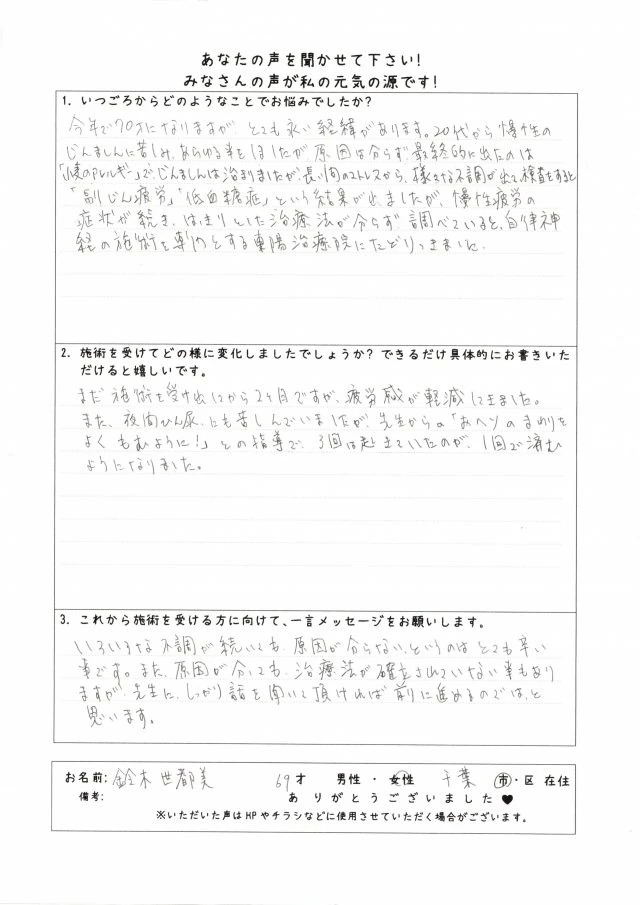 あなたの声を聞かせて下さい!
みなさんの声が私の元気の源です!
1. いつごろからどのようなことでお悩みでしたか?
今年で70才になりますが、とても永い経緯があります。20代から慢性の
じんましんに苦しみ、あらゆる事をしましたが原因は分らず最終的に出たのは
「小麦のアレルギー」で、じんましんは治まりましたが、長い間のストレスから、様々な不調が出て検査をすると
「副じん疲労」「低血糖症」という結果が出ましたが、慢性疲労の
症状が続き、はっきりとした治療法が分らず調べていると、自律神
経の施術を専門とする東陽治療院にたどりつきました。
2. 施術を受けてどの様に変化しましたでしょうか? できるだけ具体的にお書きいた
だけると嬉しいです。
まだ施術を受け出してから2ヶ月ですが、疲労感が軽減してきました。
また、夜間ひん尿にも苦しんでいましたが、先生からの「おヘソのまわりを
よくもむように!」との指導で、3回は起きていたのが、1回で済む
ようになりました。
3. これから施術を受ける方に向けて、一言メッセージをお願いします。
いろいろな不調が続いても、原因が分らない、というのはとても辛い
事です。また、原因が分っても、治療法が確立されていない事もあり
ますが、先生に、しっかり話を聞いて頂ければ前に進めるのでは、と
思います。
お名前: 鈴木 世都美 69才 男性・女性 千葉 市・区 在住
備考: ありがとうございました♥
※いただいた声はHPやチラシなどに使用させていただく場合がございます。